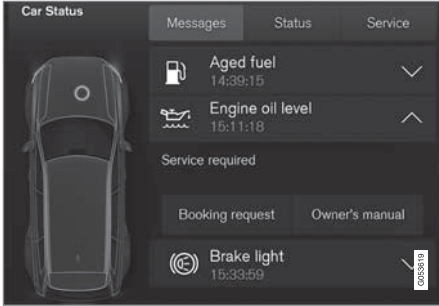 Car Status
Messages
Status
Service
Aged fuel
14:39:15
Engine oil level
15:11:18
Service required
Booking request
Owner's manual
Brake light
15:33:59
G053619